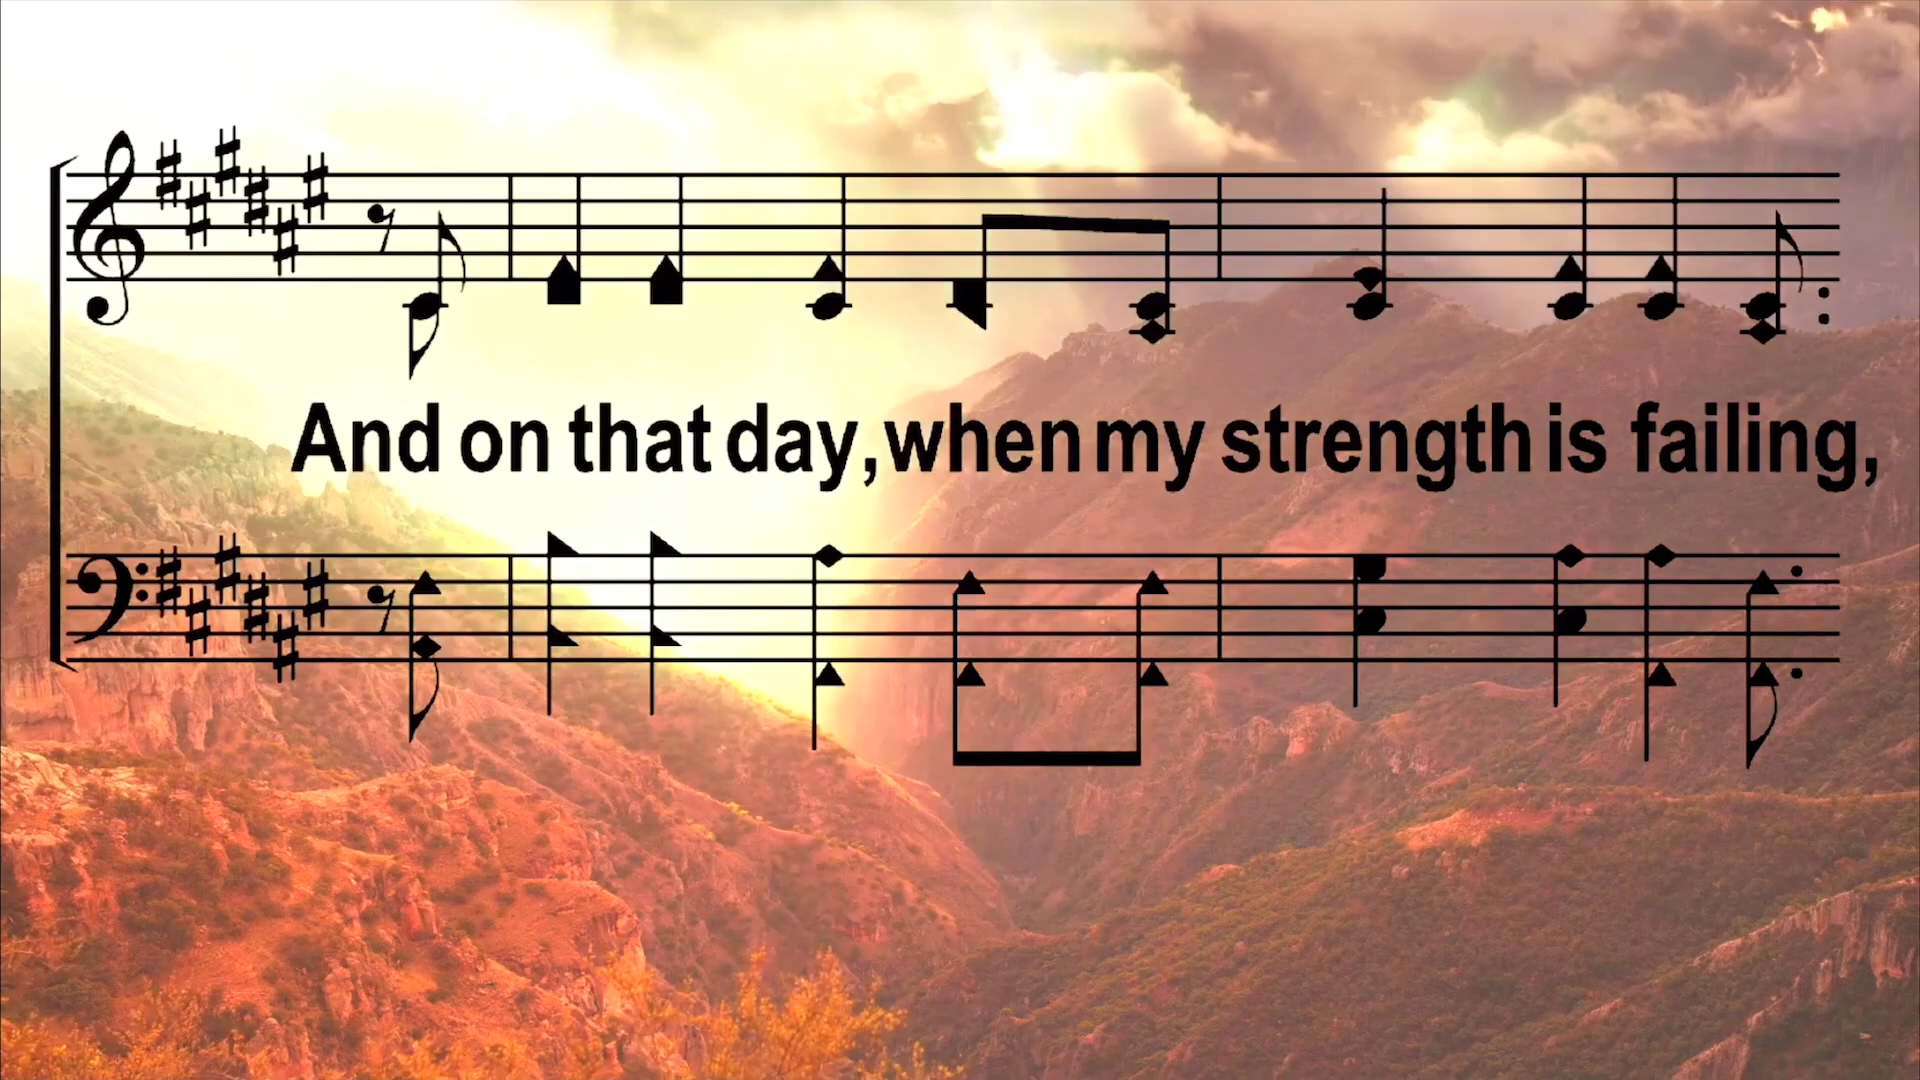 And on that day, when my strength is failing,